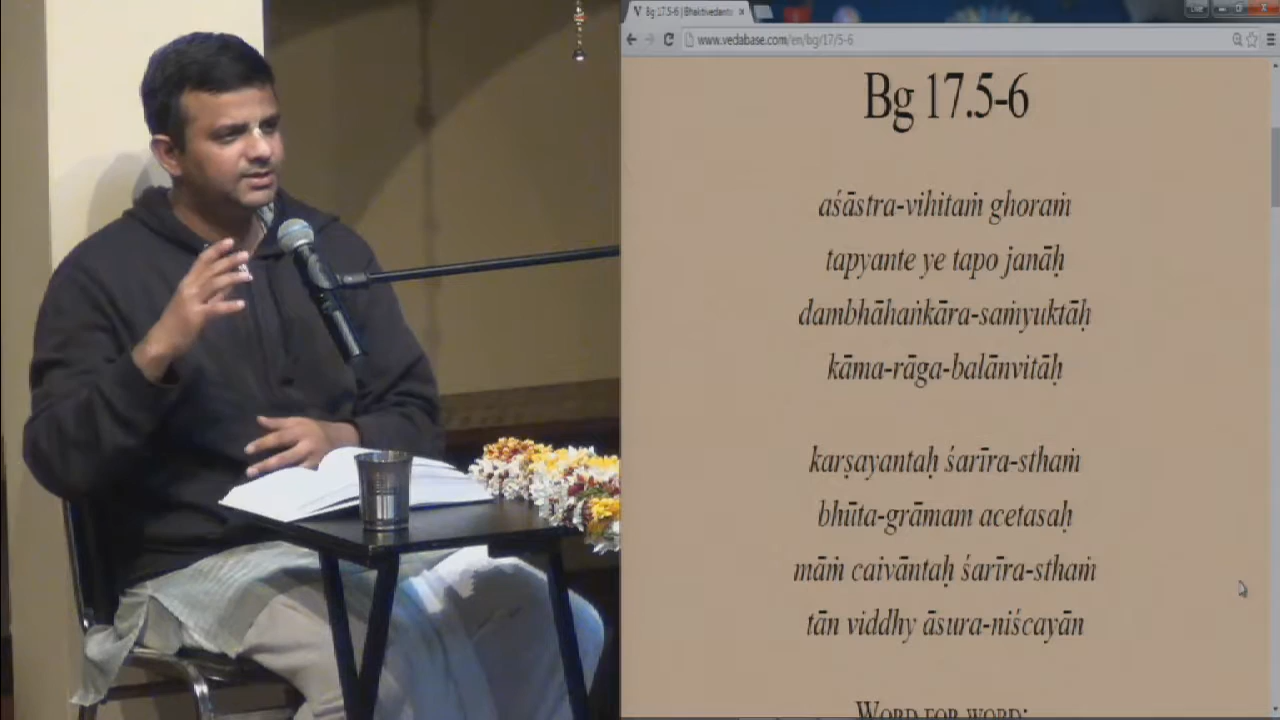 Bg 17.5-6 | Bhaktivedanta
www.vedabase.com/en/bg/17/5-6
Bg 17.5-6
aśāstra-vihitaṁ ghoraṁ
tapyante ye tapo janāḥ
dambhāhaṅkāra-saṁyuktāḥ
kāma-rāga-balānvitāḥ
karṣayantaḥ śarīra-sthaṁ
bhūta-grāmam acetasaḥ
māṁ caivāntaḥ śarīra-sthaṁ
tān viddhy āsura-niścayān
WORD FOR WORD: